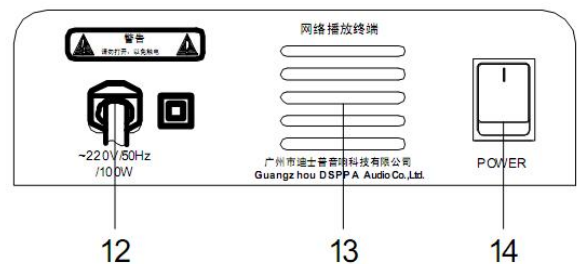 警告
请勿打开，以免触电
网络播放终端
~220V/50Hz
/100W
广州市迪士普音响科技有限公司
Guangzhou DSPPA Audio Co.,Ltd.
POWER
12
13
14